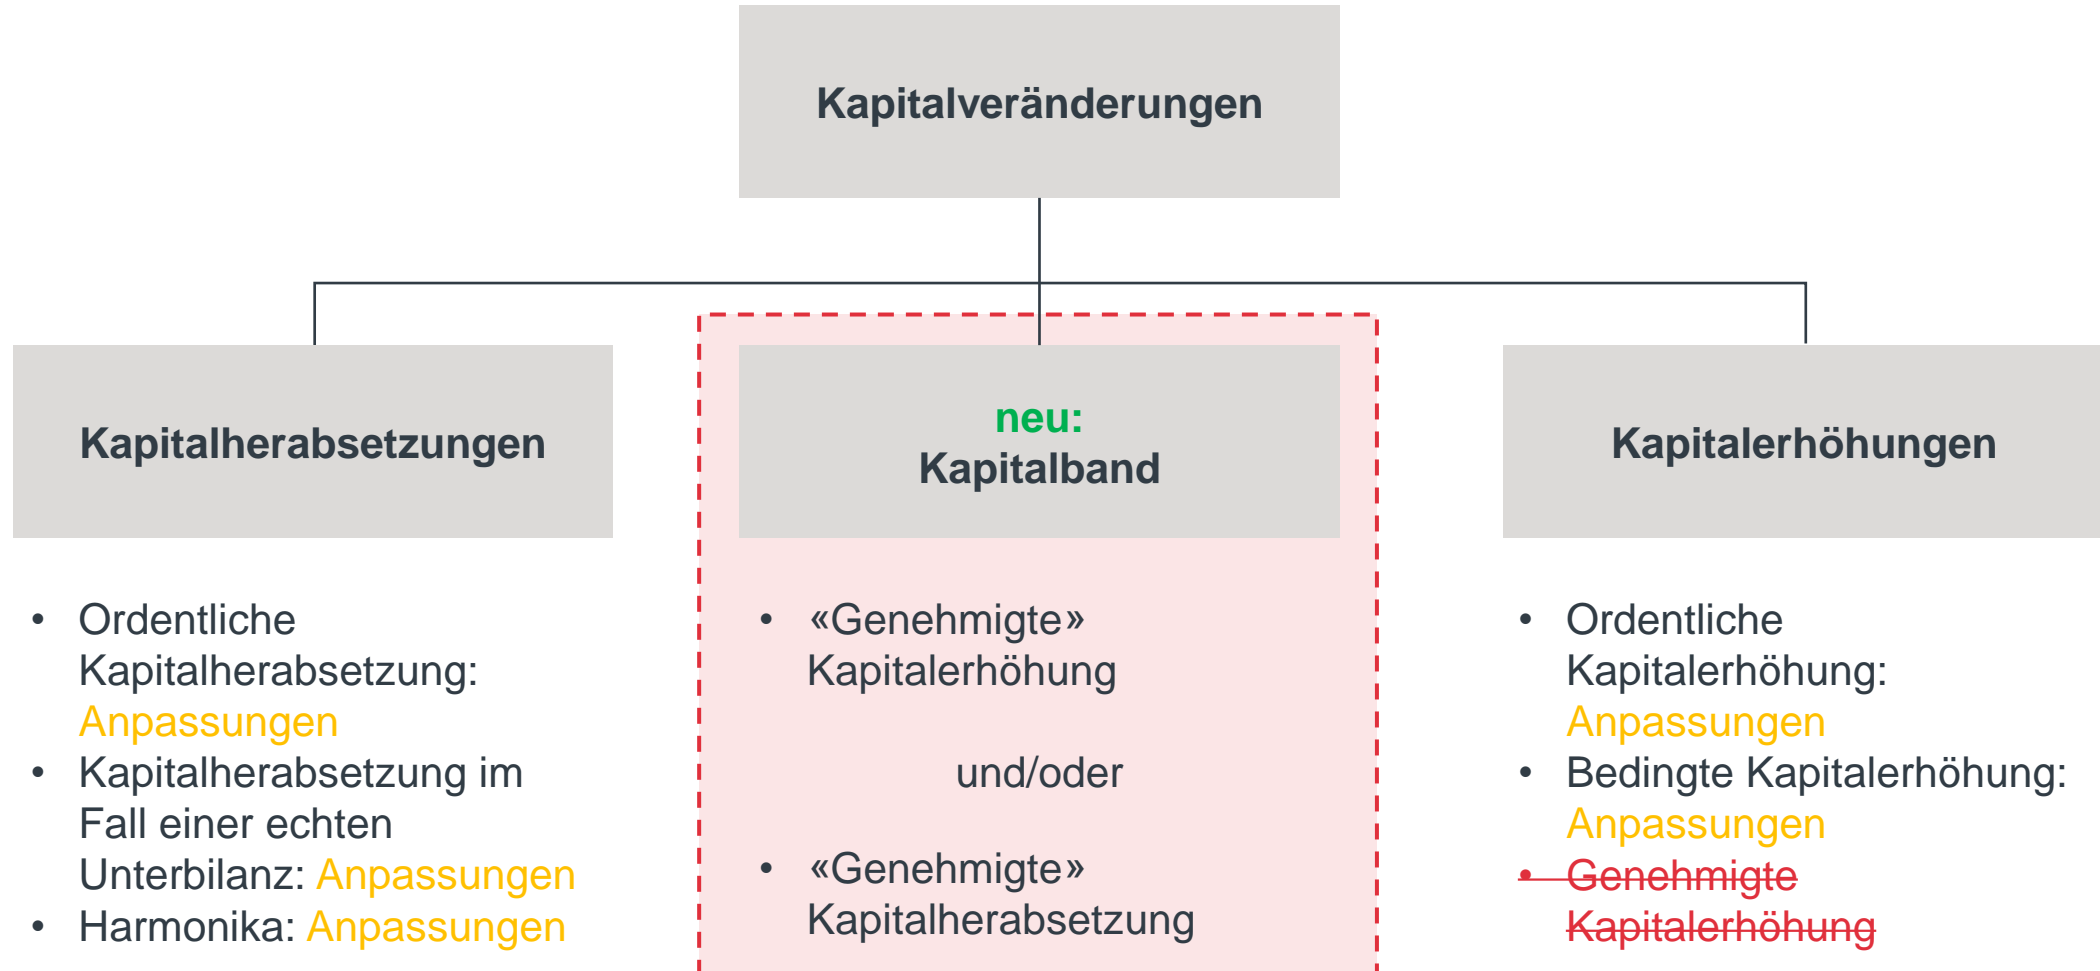 Kapitalveränderungen
Kapitalherabsetzungen
• Ordentliche
Kapitalherabsetzung:
Anpassungen
• Kapitalherabsetzung im
Fall einer echten
Unterbilanz: Anpassungen
• Harmonika: Anpassungen
neu:
Kapitalband
• «Genehmigte»
Kapitalerhöhung
und/oder
• «Genehmigte»
Kapitalherabsetzung
Kapitalerhöhungen
• Ordentliche
Kapitalerhöhung:
Anpassungen
• Bedingte Kapitalerhöhung:
Anpassungen
• Genehmigte
Kapitalerhöhung